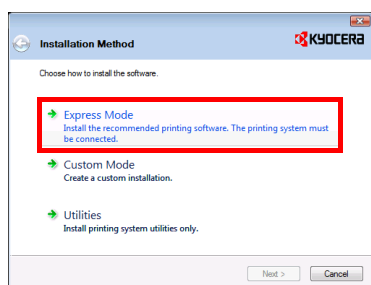 Installation Method
KYOCERA
Choose how to install the software.
Express Mode
Install the recommended printing software. The printing system must
be connected.
Custom Mode
Create a custom installation.
Utilities
Install printing system utilities only.
Next >
Cancel